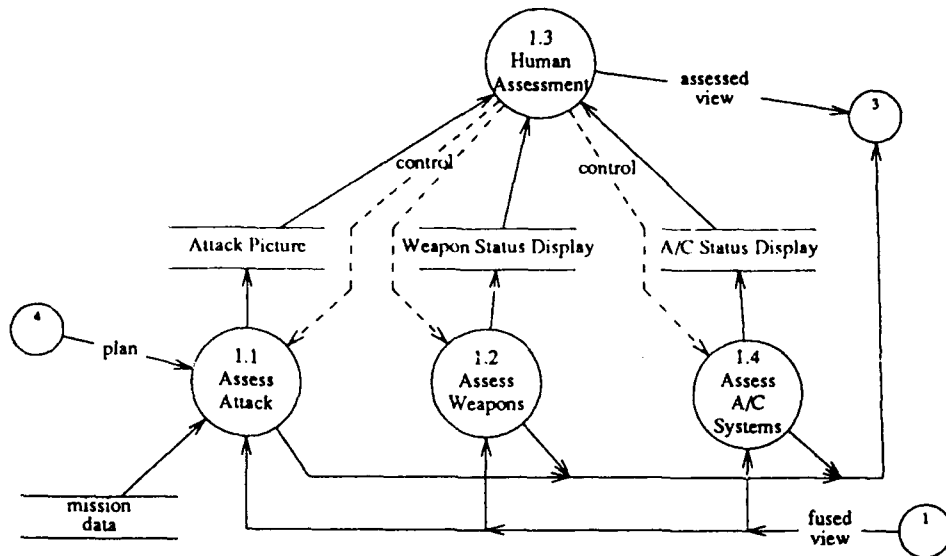 1.3
Human
Assessment
assessed
view
3
control
control
Attack Picture
Weapon Status Display
A/C Status Display
4
plan
1.1
Assess
Attack
1.2
Assess
Weapons
1.4
Assess
A/C
Systems
mission
data
fused
view
1